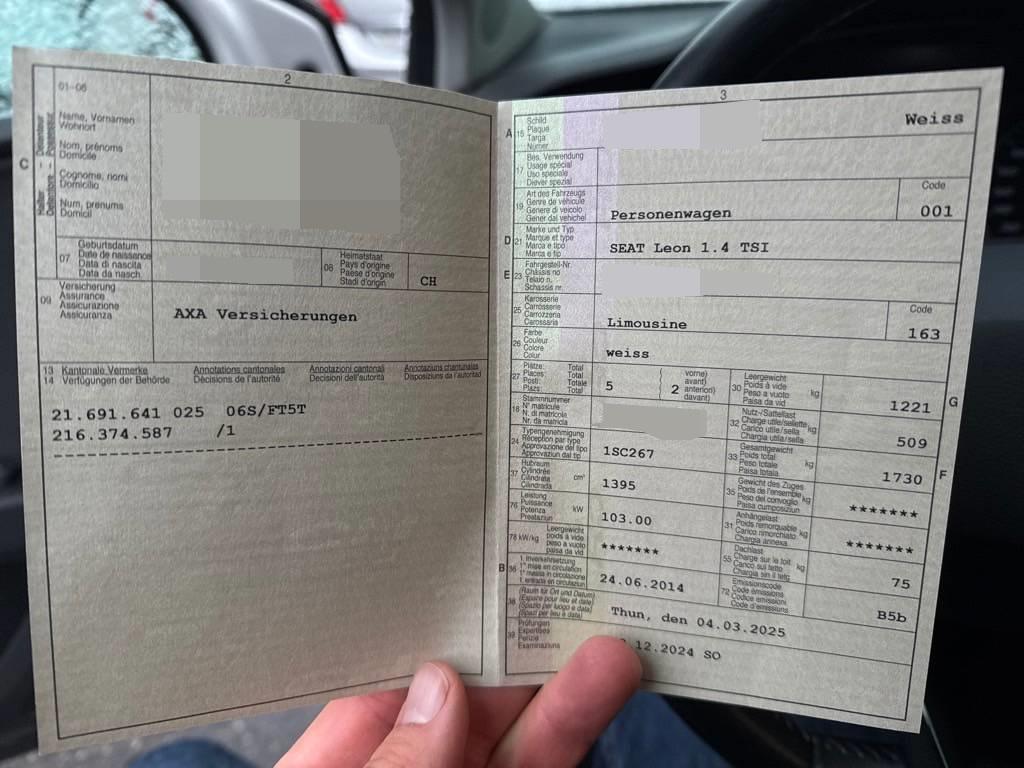 2
01-06
C
Halter - Détenteur
Detentore - Possessur
Name, Vornamen
Wohnort
Nom, prénoms
Domicile
Cognome, nomi
Domicilio
Num, prenums
Domicil
07
Geburtsdatum
Date de naissance
Data di nascita
Data da nasch.
08
Heimatstaat
Pays d'origine
Paese d'origine
Stadi d'origin
CH
09
Versicherung
Assurance
Assicurazione
Assicuranza
AXA Versicherungen
13 Kantonale Vermerke Annotations cantonales Annotazioni cantonali Annotaziuns chantunalas
14 Verfügungen der Behörde Décisions de l'autorité Decisioni dell'autorità Disposiziuns da l'autoritad
21.691.641 025 06S/FT5T
216.374.587 /1
3
A 15
Schild
Plaque
Targa
Numer
Weiss
17
Bes. Verwendung
Usage spécial
Uso speciale
Diever spezial
19
Art des Fahrzeugs
Genre de véhicule
Genere di veicolo
Gener dal vehichel
Personenwagen
Code
001
D 21
Marke und Typ
Marque et type
Marca e tipo
Marca e tip
SEAT Leon 1.4 TSI
E 23
Fahrgestell-Nr.
Châssis no
Telaio n.
Schassis nr.
25
Karosserie
Carrosserie
Carrozzeria
Carossaria
Limousine
Code
163
26
Farbe
Couleur
Colore
Colur
weiss
27
Plätze: Total
Places: Total
Posti: Totale
Plazs: Total
5
vorne)
avant)
anteriori)
davant)
2
30
Leergewicht
Poids à vide
Peso a vuoto
Paisa da vid
kg
1221
G
18
Stammnummer
N° matricule
N. di matricola
Nr. da matricla
32
Nutz-/Sattellast
Charge utile/sellette
Carico utile/sella
Chargia utila/sella
kg
509
24
Typengenehmigung
Réception par type
Approvazione del tipo
Approvaziun dal tip
1SC267
33
Gesamtgewicht
Poids total
Peso totale
Paisa totala
kg
1730
F
37
Hubraum
Cylindrée
Cilindrata
Cilindrada
cm³
1395
35
Gewicht des Zuges
Poids de l'ensemble
Peso del convoglio
Paisa cumposiziun
kg
*******
76
Leistung
Puissance
Potenza
Prestaziun
kW
103.00
31
Anhängelast
Poids remorquable
Carico rimorchiato
Chargia annexa
kg
*******
78 kW/kg
Leergewicht
poids à vide
peso a vuoto
paisa da vid
*******
55
Dachlast
Charge sur le toit
Carico sul tetto
Chargia sin il tetg
kg
75
B 36
1. Inverkehrsetzung
1re mise en circulation
1a messa in circolazione
1. entrada en circulaziun
24.06.2014
72
Emissionscode
Code émissions
Codice emissioni
Code d'emissiuns
B5b
38
(Raum für Ort und Datum)
(Espace pour lieu et date)
(Spazio per luogo e data)
(Spazi per lieu e data)
Thun, den 04.03.2025
39
Prüfungen
Expertises
Perizie
Examinaziuns
.12.2024 SO